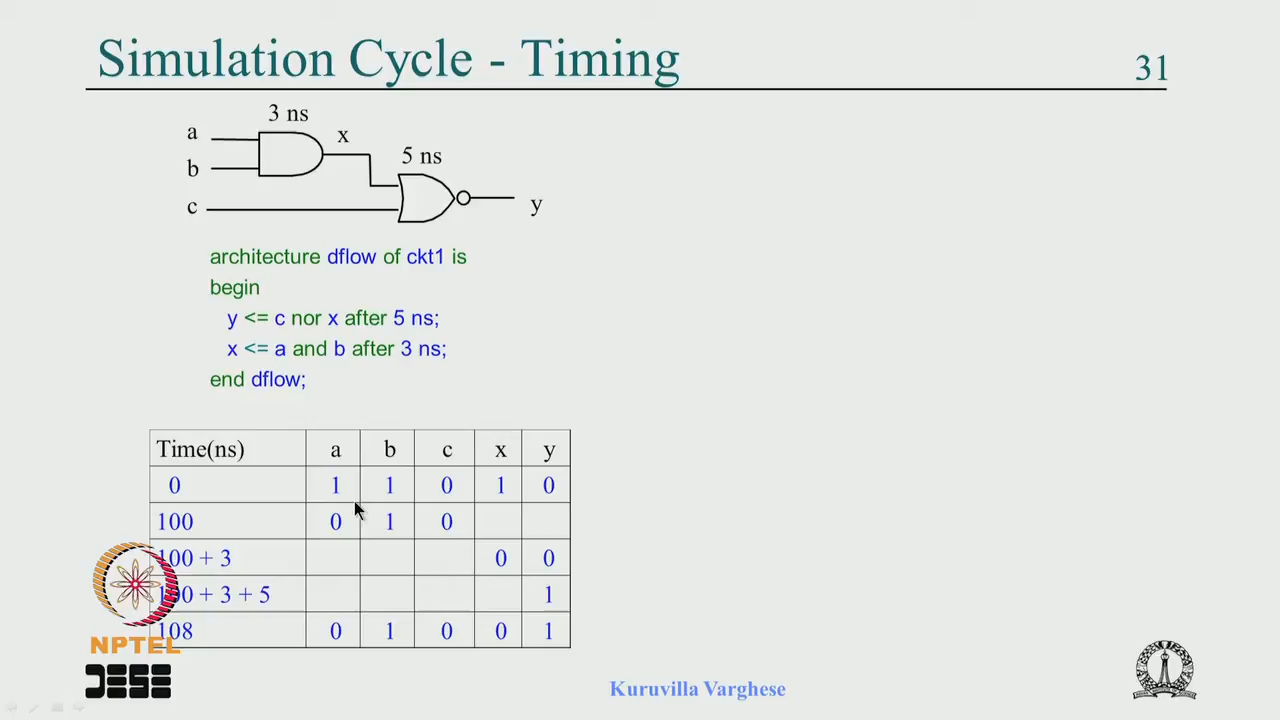 Simulation Cycle - Timing
31
3 ns
a
x
5 ns
b
c
y
architecture dflow of ckt1 is
begin
y <= c nor x after 5 ns;
x <= a and b after 3 ns;
end dflow;
Time(ns) a b c x y
0 1 1 0 1 0
100 0 1 0
100 + 3 0 0
100 + 3 + 5 1
108 0 1 0 0 1
NPTEL
DESE
Kuruvilla Varghese